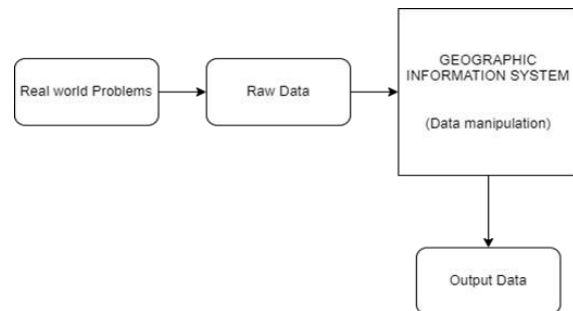 Real world Problems
Raw Data
GEOGRAPHIC
INFORMATION SYSTEM
(Data manipulation)
Output Data